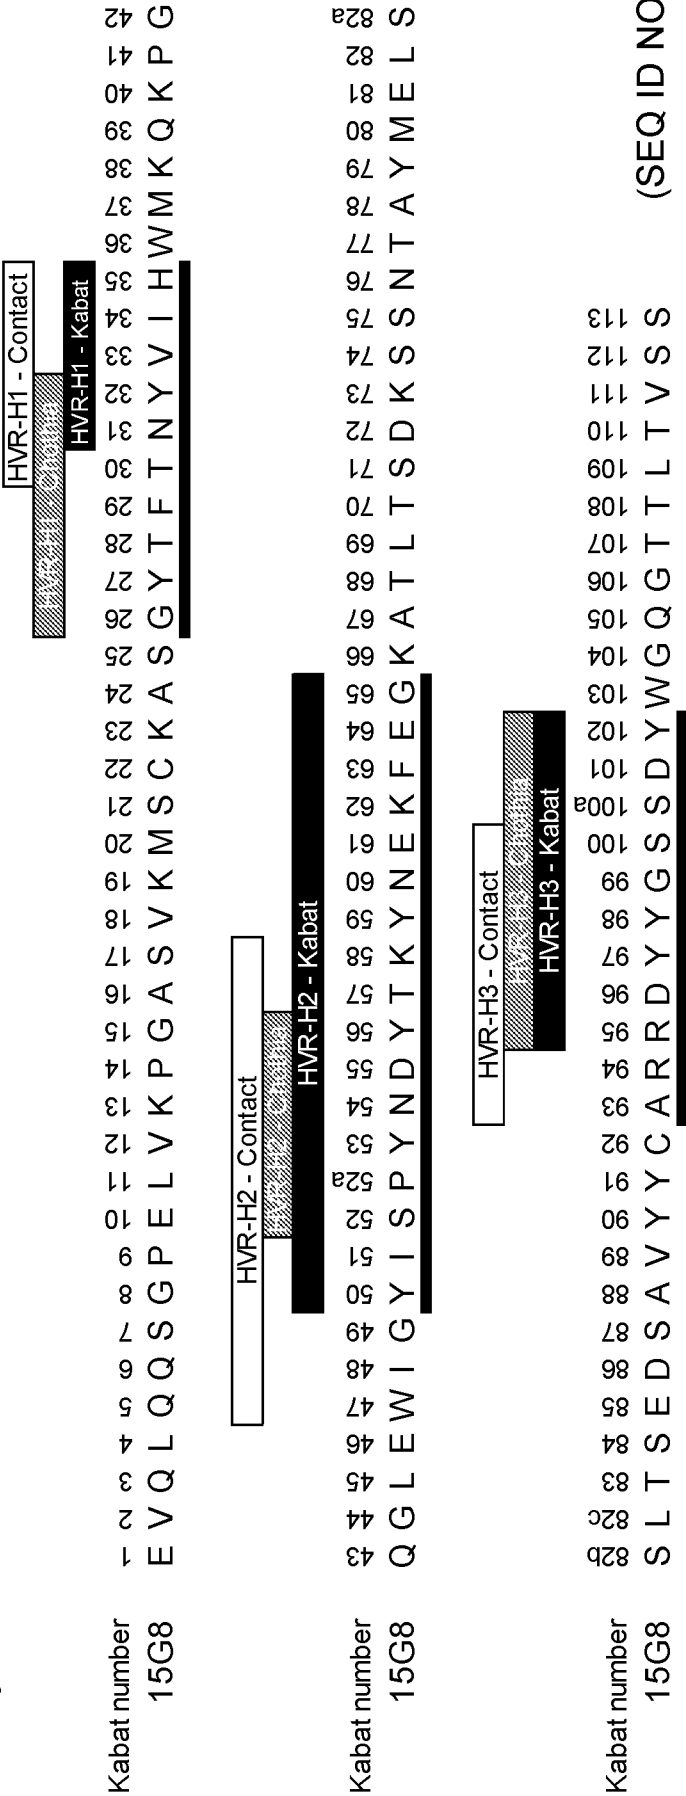 HVR-H1 - Contact
HVR-H1 - Chothia
HVR-H1 - Kabat
Kabat number 1 2 3 4 5 6 7 8 9 10 11 12 13 14 15 16 17 18 19 20 21 22 23 24 25 26 27 28 29 30 31 32 33 34 35 36 37 38 39 40 41 42
15G8 E V Q L Q Q S G P E L V K P G A S V K M S C K A S G Y T F T N Y V I H W M K Q K P G
HVR-H2 - Contact
HVR-H2 - Chothia
HVR-H2 - Kabat
Kabat number 43 44 45 46 47 48 49 50 51 52 52a 53 54 55 56 57 58 59 60 61 62 63 64 65 66 67 68 69 70 71 72 73 74 75 76 77 78 79 80 81 82 82a
15G8 Q G L E W I G Y I S P Y N D Y T K Y N E K F E G K A T L T S D K S S N T A Y M E L S
HVR-H3 - Contact
HVR-H3 - Chothia
HVR-H3 - Kabat
Kabat number 82b 82c 83 84 85 86 87 88 89 90 91 92 93 94 95 96 97 98 99 100 100a 101 102 103 104 105 106 107 108 109 110 111 112 113
15G8 S L T S E D S A V Y Y C A R R D Y Y G S S D Y W G Q G T T L T V S S
(SEQ ID NO